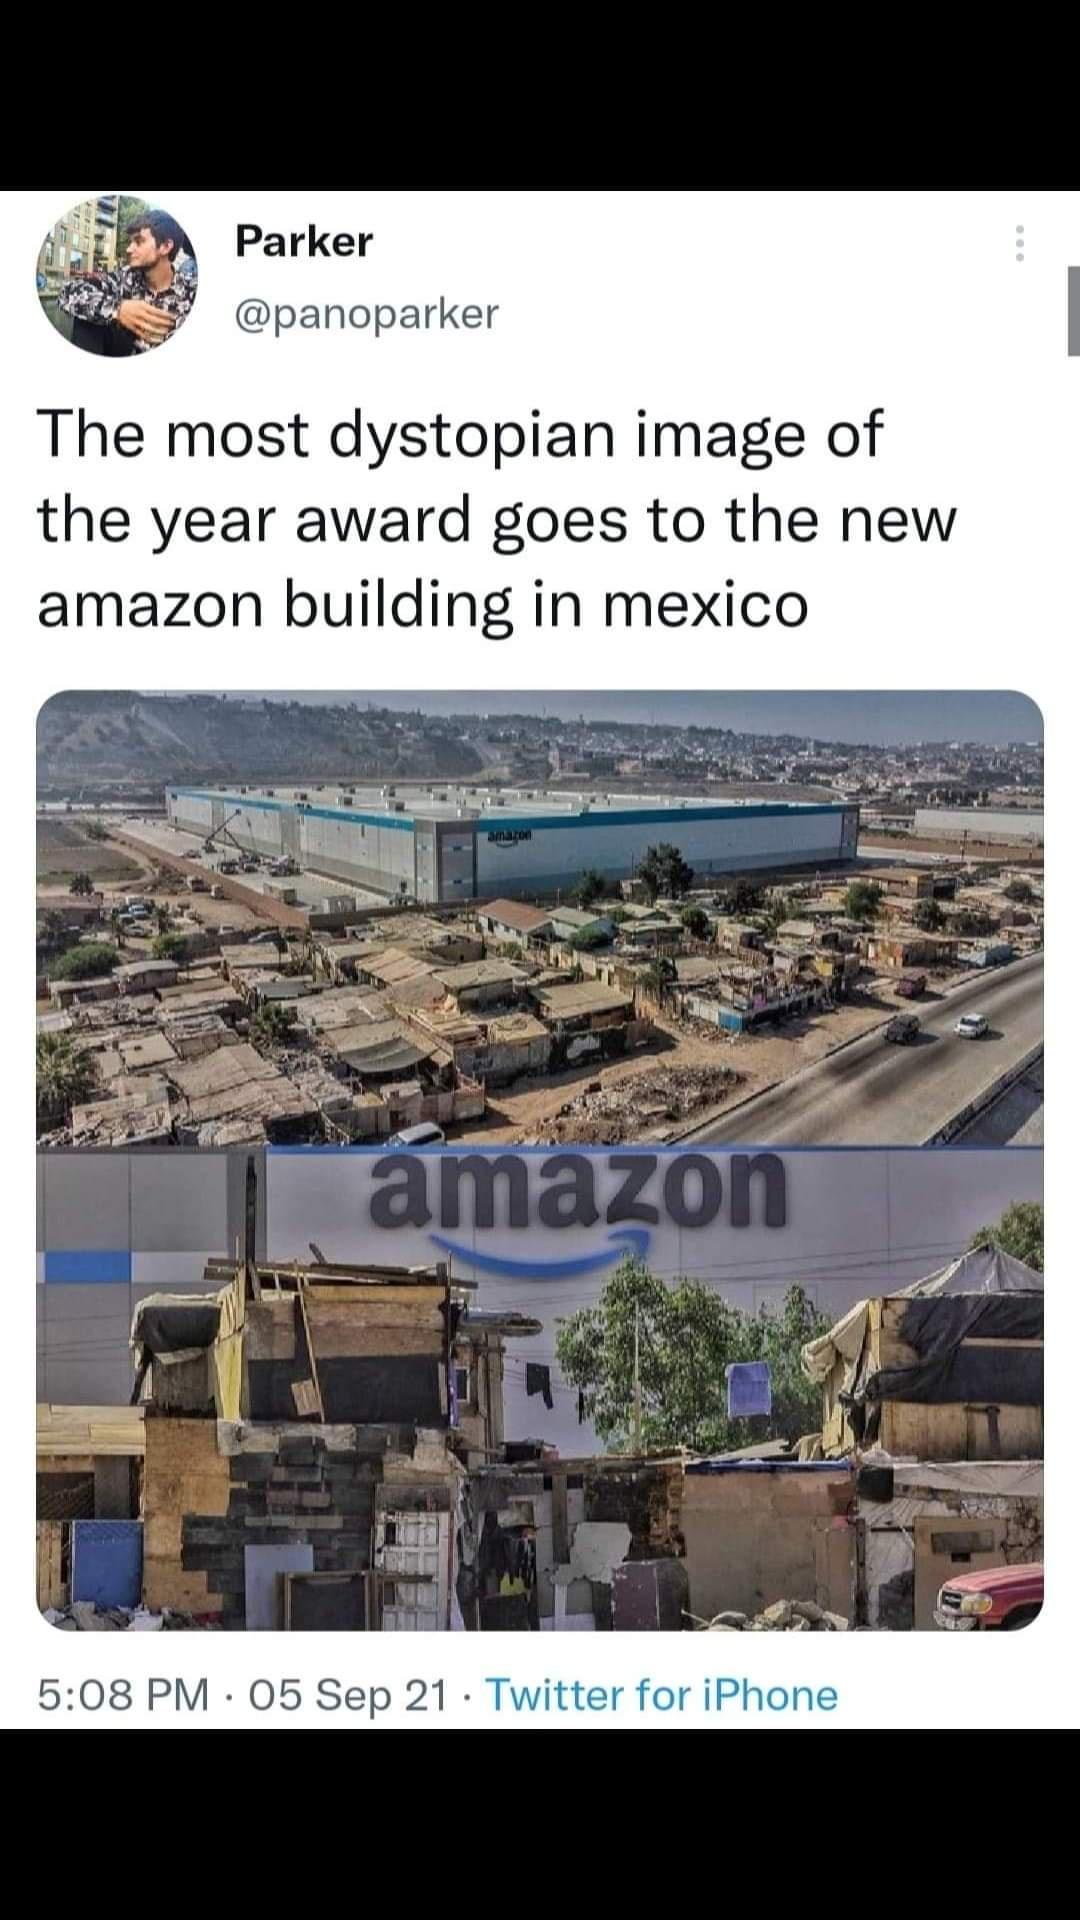 Parker
@panoparker
The most dystopian image of
the year award goes to the new
amazon building in mexico
amazon
amazon
5:08 PM · 05 Sep 21 · Twitter for iPhone